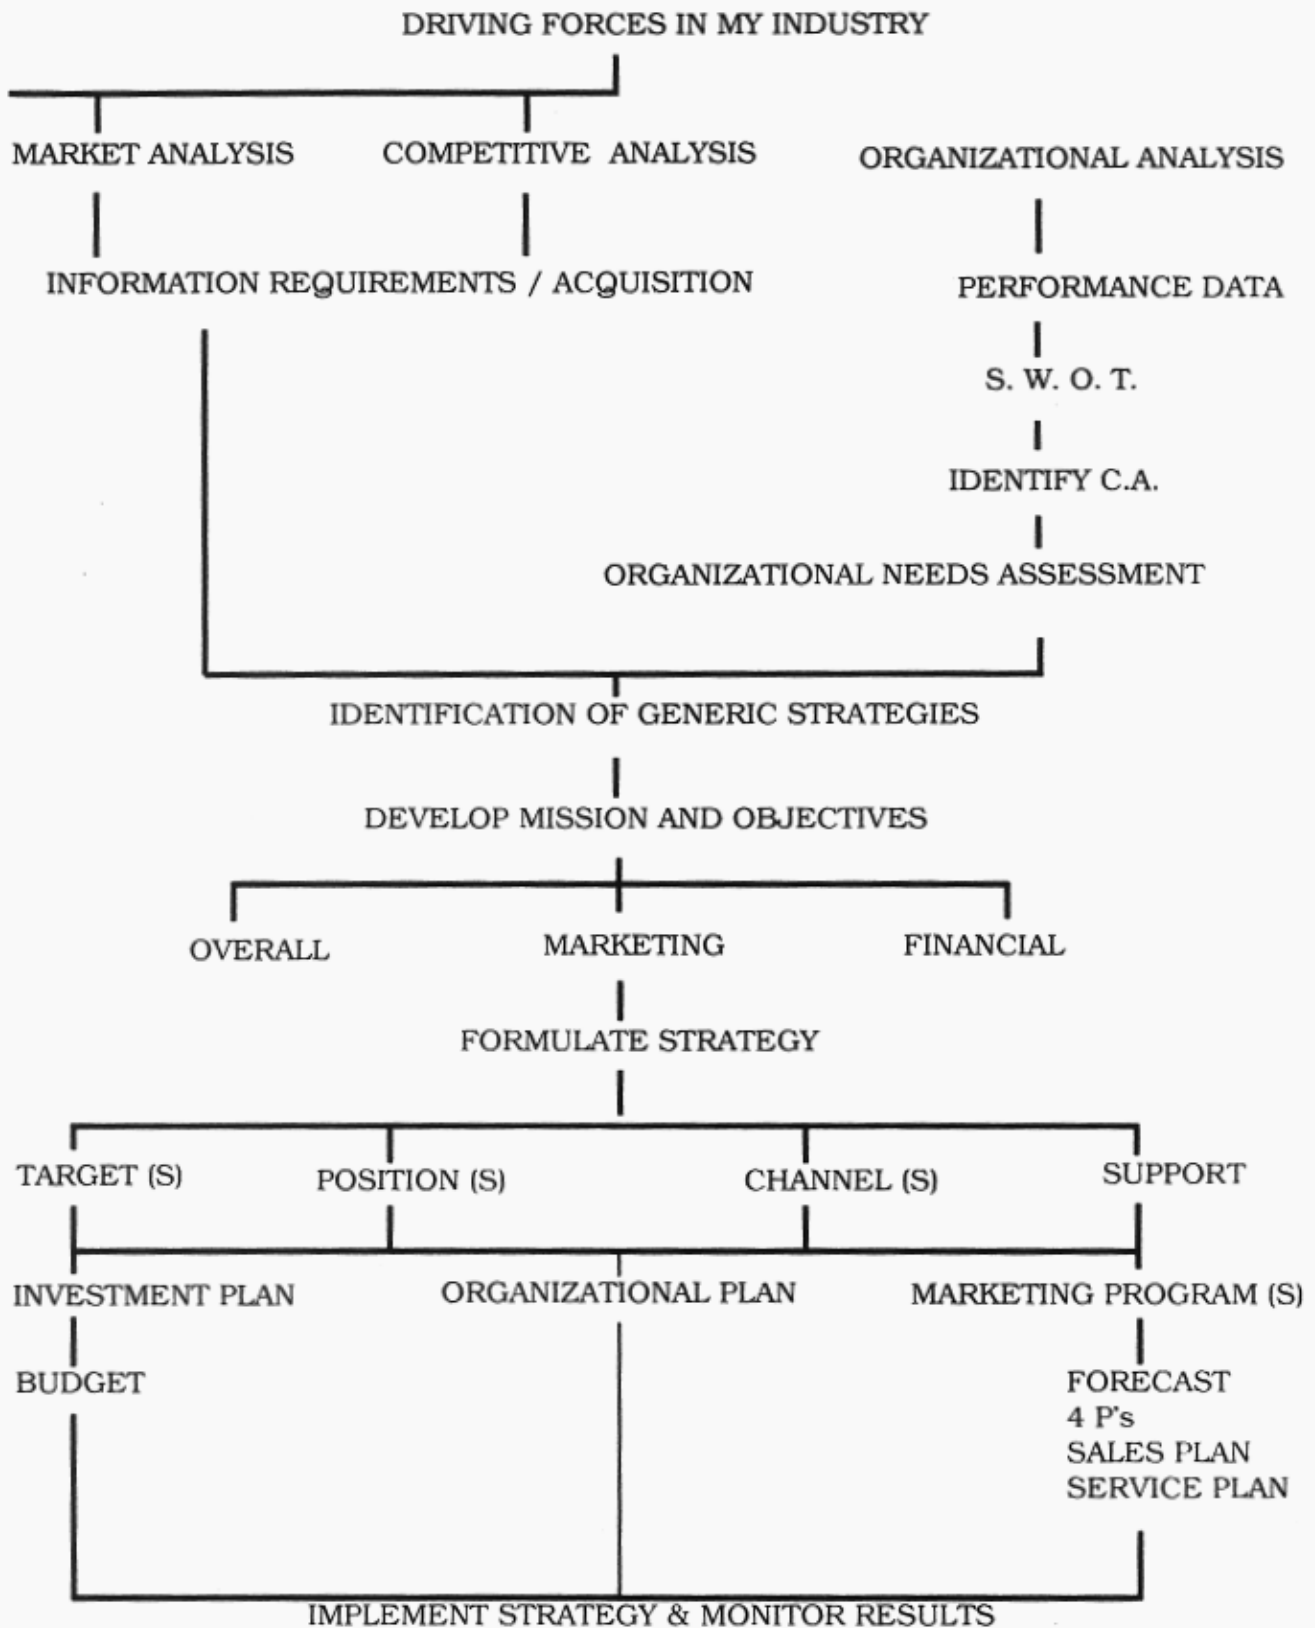 DRIVING FORCES IN MY INDUSTRY
MARKET ANALYSIS
COMPETITIVE ANALYSIS
ORGANIZATIONAL ANALYSIS
INFORMATION REQUIREMENTS / ACQUISITION
PERFORMANCE DATA
S. W. O. T.
IDENTIFY C.A.
ORGANIZATIONAL NEEDS ASSESSMENT
IDENTIFICATION OF GENERIC STRATEGIES
DEVELOP MISSION AND OBJECTIVES
OVERALL
MARKETING
FINANCIAL
FORMULATE STRATEGY
TARGET (S)
POSITION (S)
CHANNEL (S)
SUPPORT
INVESTMENT PLAN
ORGANIZATIONAL PLAN
MARKETING PROGRAM (S)
BUDGET
FORECAST
4 P's
SALES PLAN
SERVICE PLAN
IMPLEMENT STRATEGY & MONITOR RESULTS